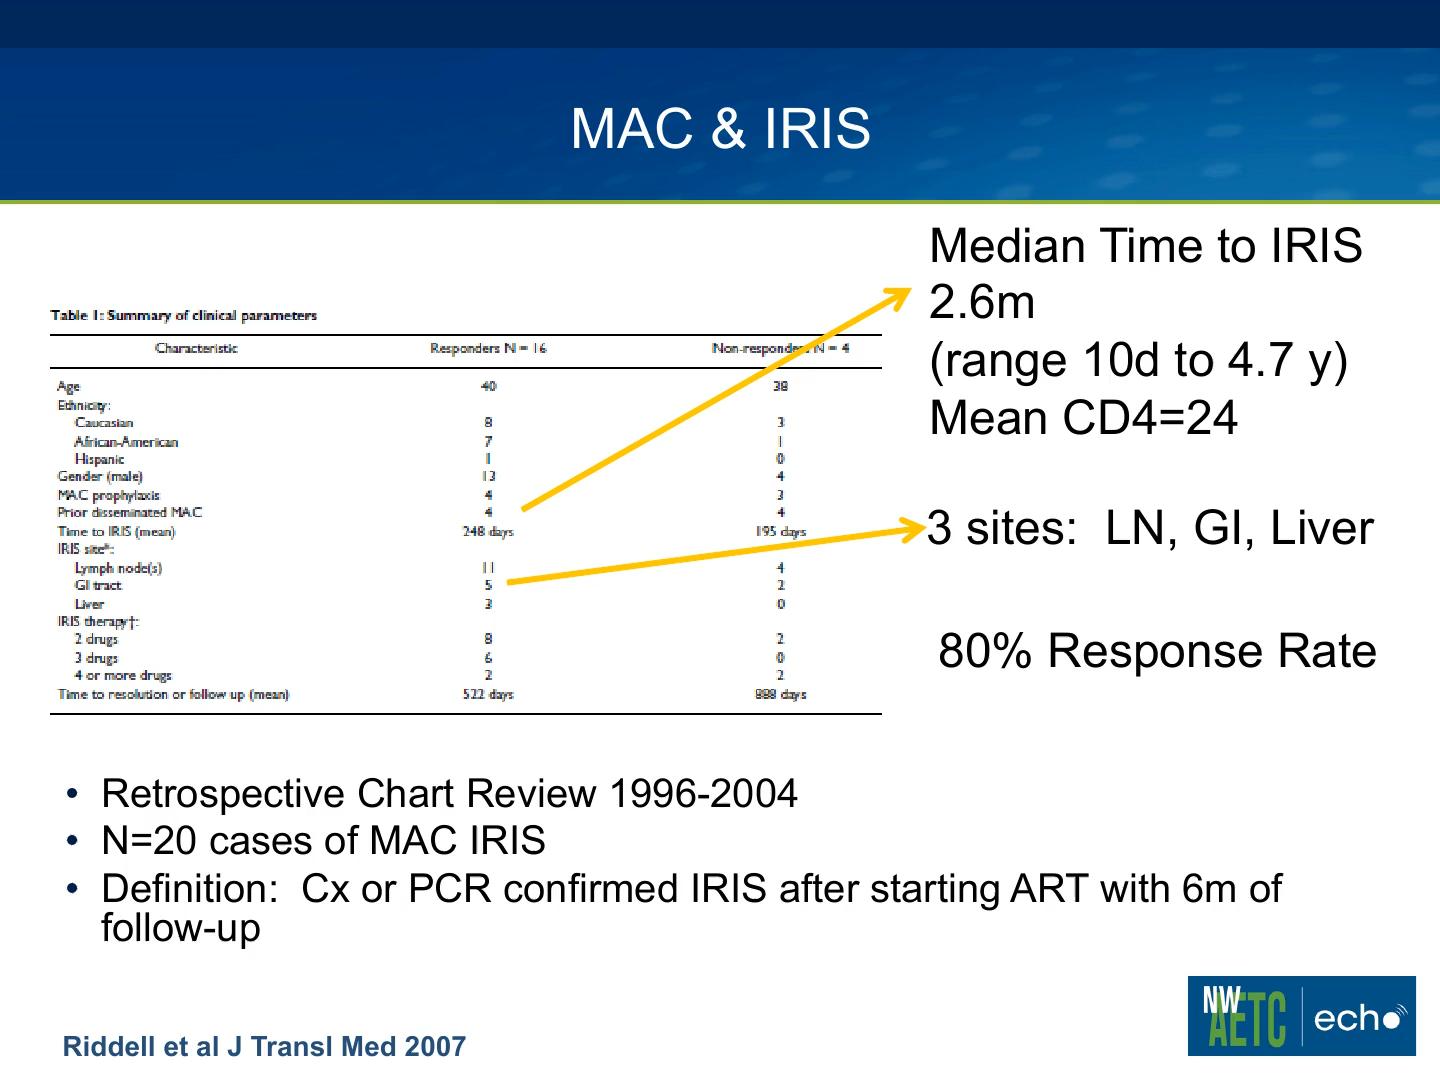 MAC & IRIS
Median Time to IRIS
2.6m
(range 10d to 4.7 y)
Mean CD4=24
3 sites: LN, GI, Liver
80% Response Rate
Table 1: Summary of clinical parameters
Characteristic Responders N = 16 Non-responders N = 4
Age 40 38
Ethnicity:
Caucasian 8 3
African-American 7 1
Hispanic 1 0
Gender (male) 13 4
MAC prophylaxis 4 3
Prior disseminated MAC 4 4
Time to IRIS (mean) 248 days 195 days
IRIS site*:
Lymph node(s) 11 4
GI tract 5 2
Liver 3 0
IRIS therapy†:
2 drugs 8 2
3 drugs 6 0
4 or more drugs 2 2
Time to resolution or follow up (mean) 522 days 888 days
• Retrospective Chart Review 1996-2004
• N=20 cases of MAC IRIS
• Definition: Cx or PCR confirmed IRIS after starting ART with 6m of
follow-up
Riddell et al J Transl Med 2007
NW
AETC echo